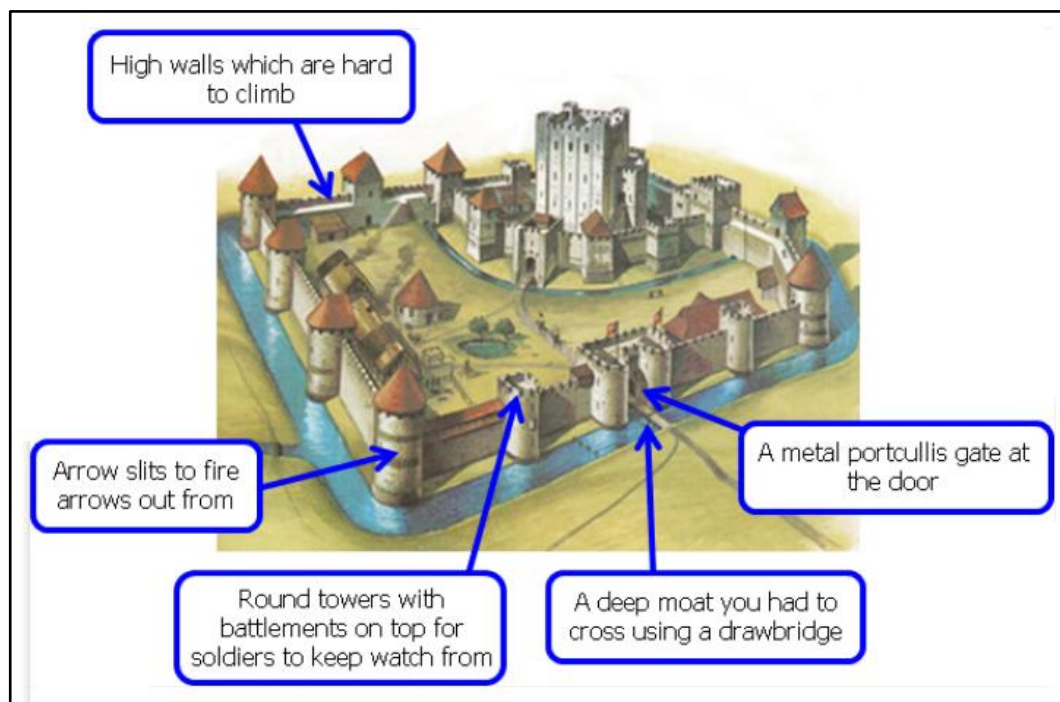 High walls which are hard
to climb
Arrow slits to fire
arrows out from
A metal portcullis gate at
the door
Round towers with
battlements on top for
soldiers to keep watch from
A deep moat you had to
cross using a drawbridge